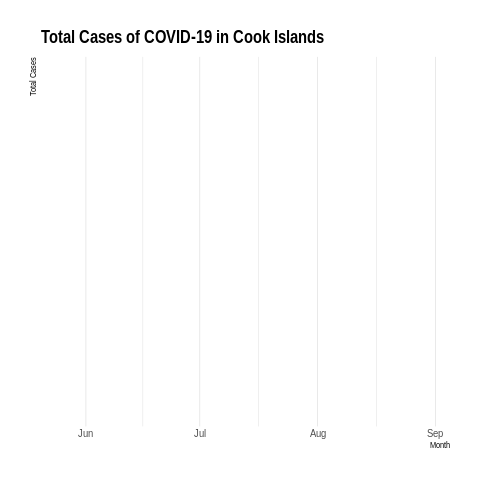 Total Cases of COVID-19 in Cook Islands
Total Cases
Jun Jul Aug Sep
Month